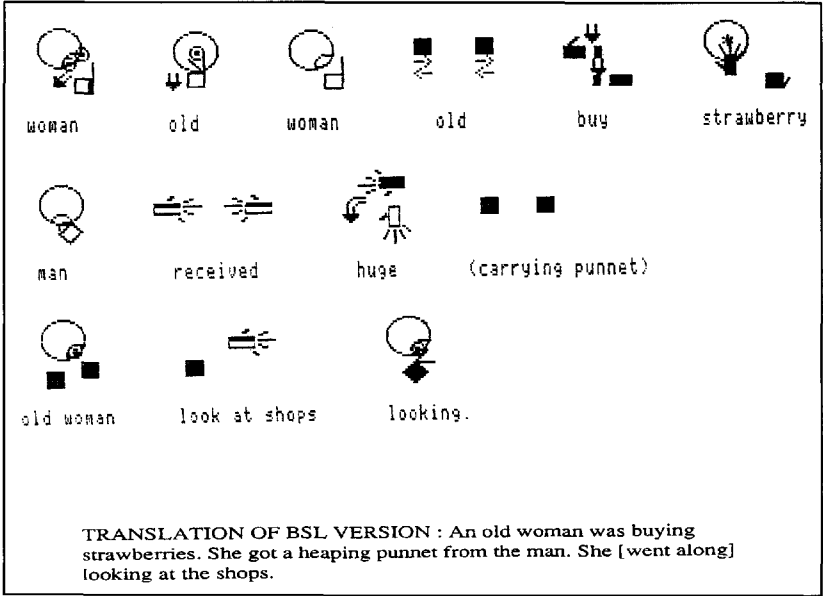 woman old woman old buy strawberry
man received huge (carrying punnet)
old woman look at shops looking.
TRANSLATION OF BSL VERSION : An old woman was buying
strawberries. She got a heaping punnet from the man. She [went along]
looking at the shops.